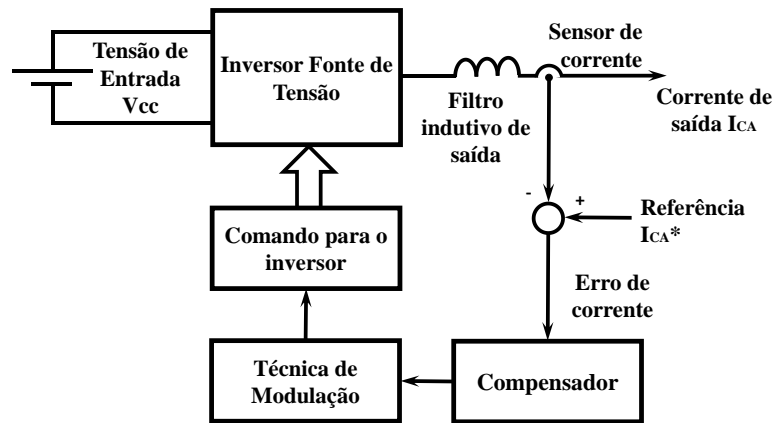 Tensão de
Entrada
Vcc
Inversor Fonte de
Tensão
Sensor de
corrente
Filtro
indutivo de
saída
Corrente de
saída ICA
-
+
Referência
ICA*
Comando para o
inversor
Erro de
corrente
Técnica de
Modulação
Compensador